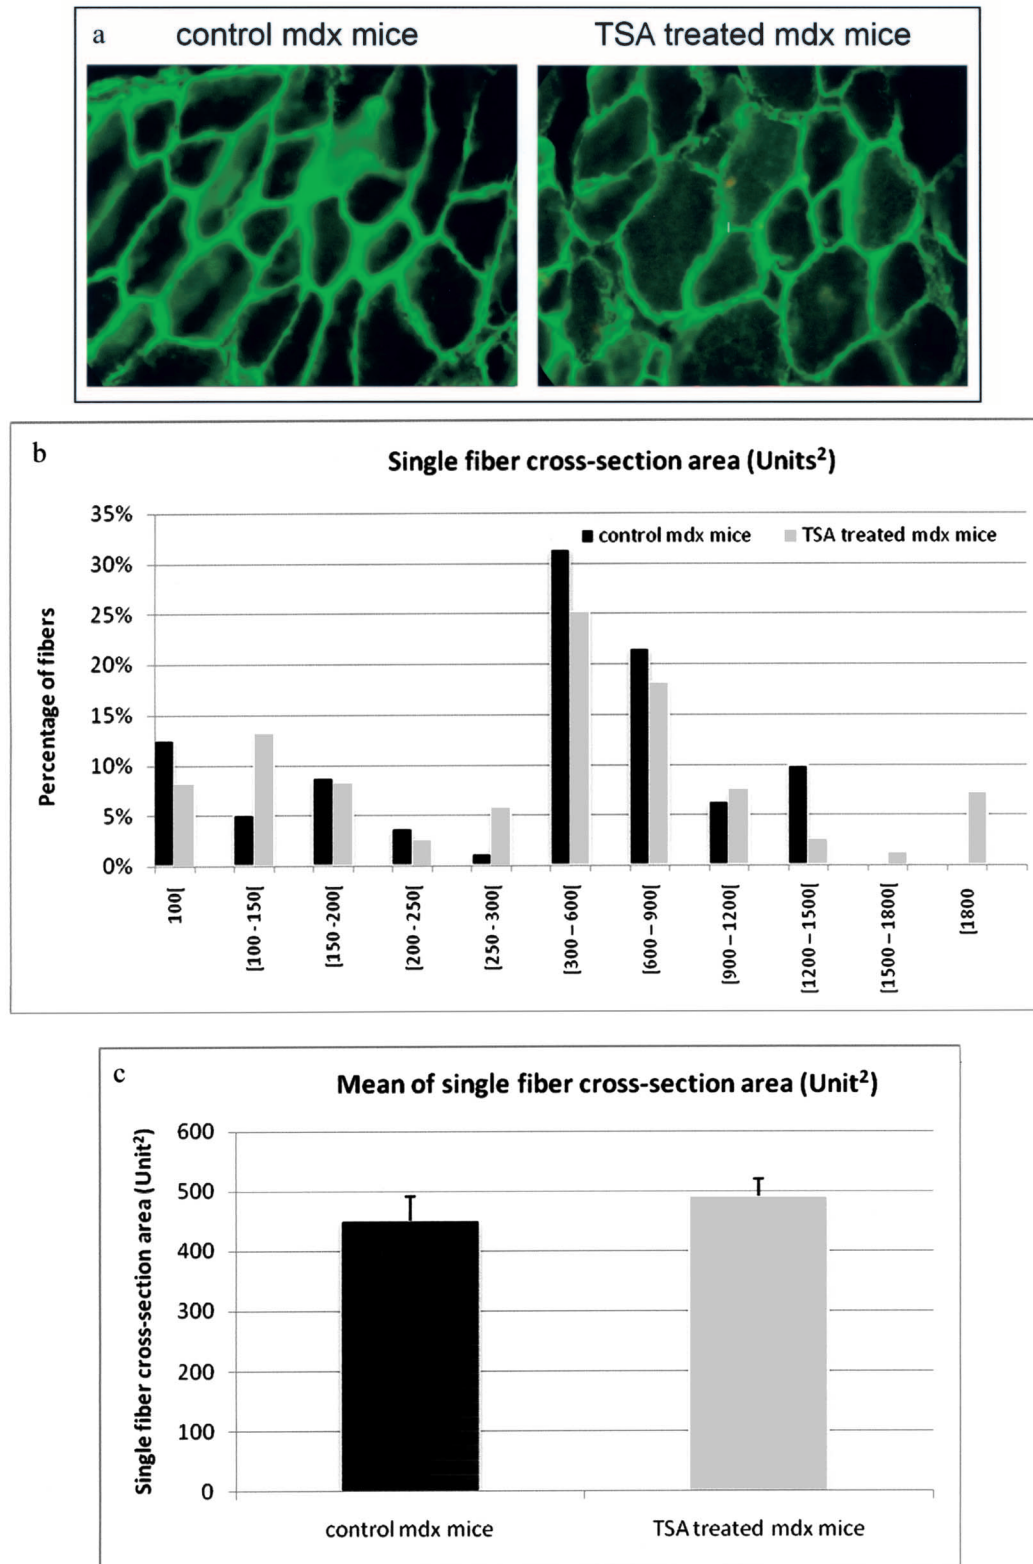 a
control mdx mice
TSA treated mdx mice
b
Single fiber cross-section area (Units²)
control mdx mice
TSA treated mdx mice
Percentage of fibers
35%
30%
25%
20%
15%
10%
5%
0%
100[
[100 - 150[
[150 -200[
[200 - 250[
[250 - 300[
[300 – 600[
[600 – 900[
[900 – 1200[
[1200 – 1500[
[1500 – 1800[
[1800
c
Mean of single fiber cross-section area (Unit²)
Single fiber cross-section area (Unit²)
600
500
400
300
200
100
0
control mdx mice
TSA treated mdx mice